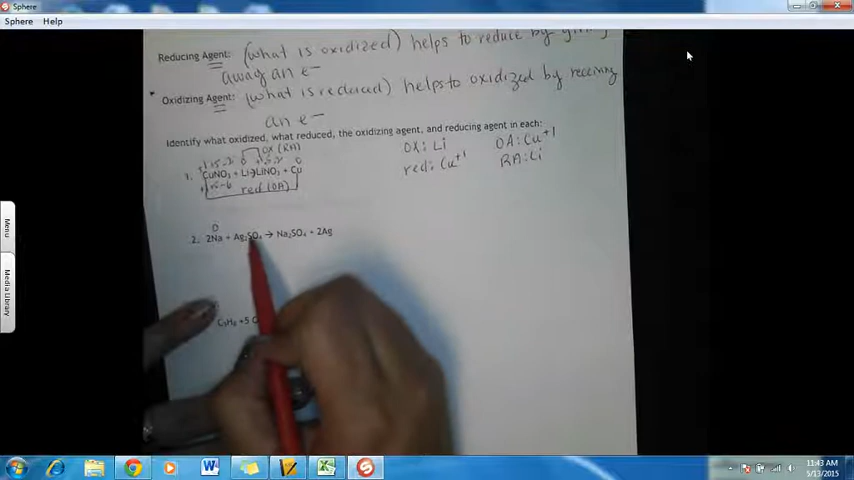 Sphere
Sphere Help
Reducing Agent: (what is oxidized) helps to reduce by
away an e⁻
* Oxidizing Agent: (what is reduced) helps to oxidized by receiving
an e⁻
Identify what oxidized, what reduced, the oxidizing agent, and reducing agent in each:
OX (RA)
OX: Li OA: Cu⁺¹
1. CuNO₃ + Li → LiNO₃ + Cu
red: Cu⁺¹ RA: Li
red (OA)
0
2. 2Na + Ag₂SO₄ → Na₂SO₄ + 2Ag
C₃H₈ + 5
Menu
Media Library
11:43 AM
5/13/2015